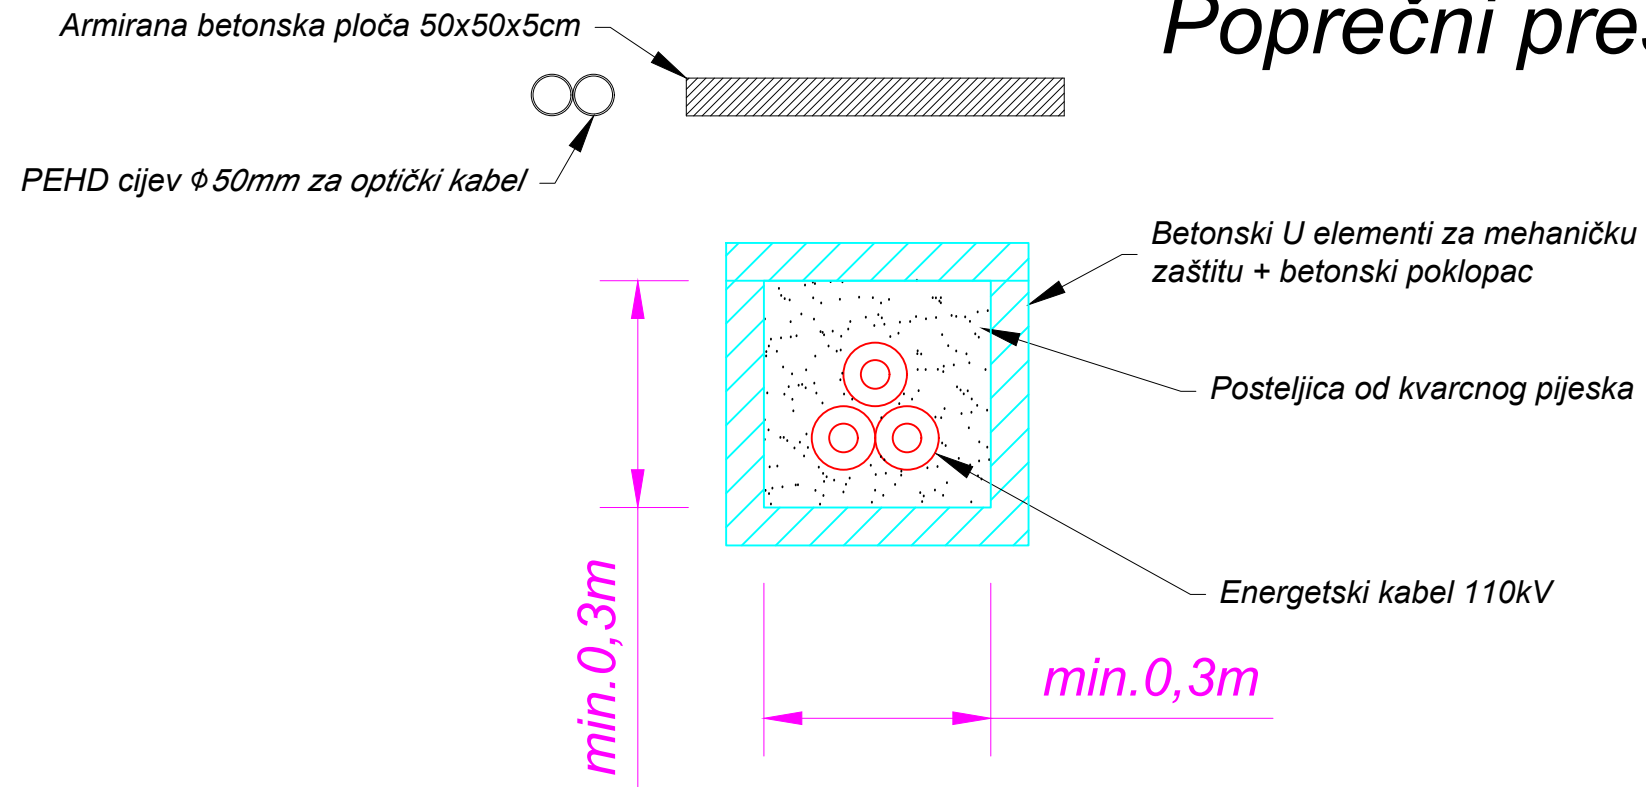 Armirana betonska ploča 50x50x5cm
Poprečni
PEHD cijev ϕ50mm za optički kabel
Betonski U elementi za mehaničku
zaštitu + betonski poklopac
Posteljica od kvarcnog pijeska
Energetski kabel 110kV
min.0,3m
min.0,3m